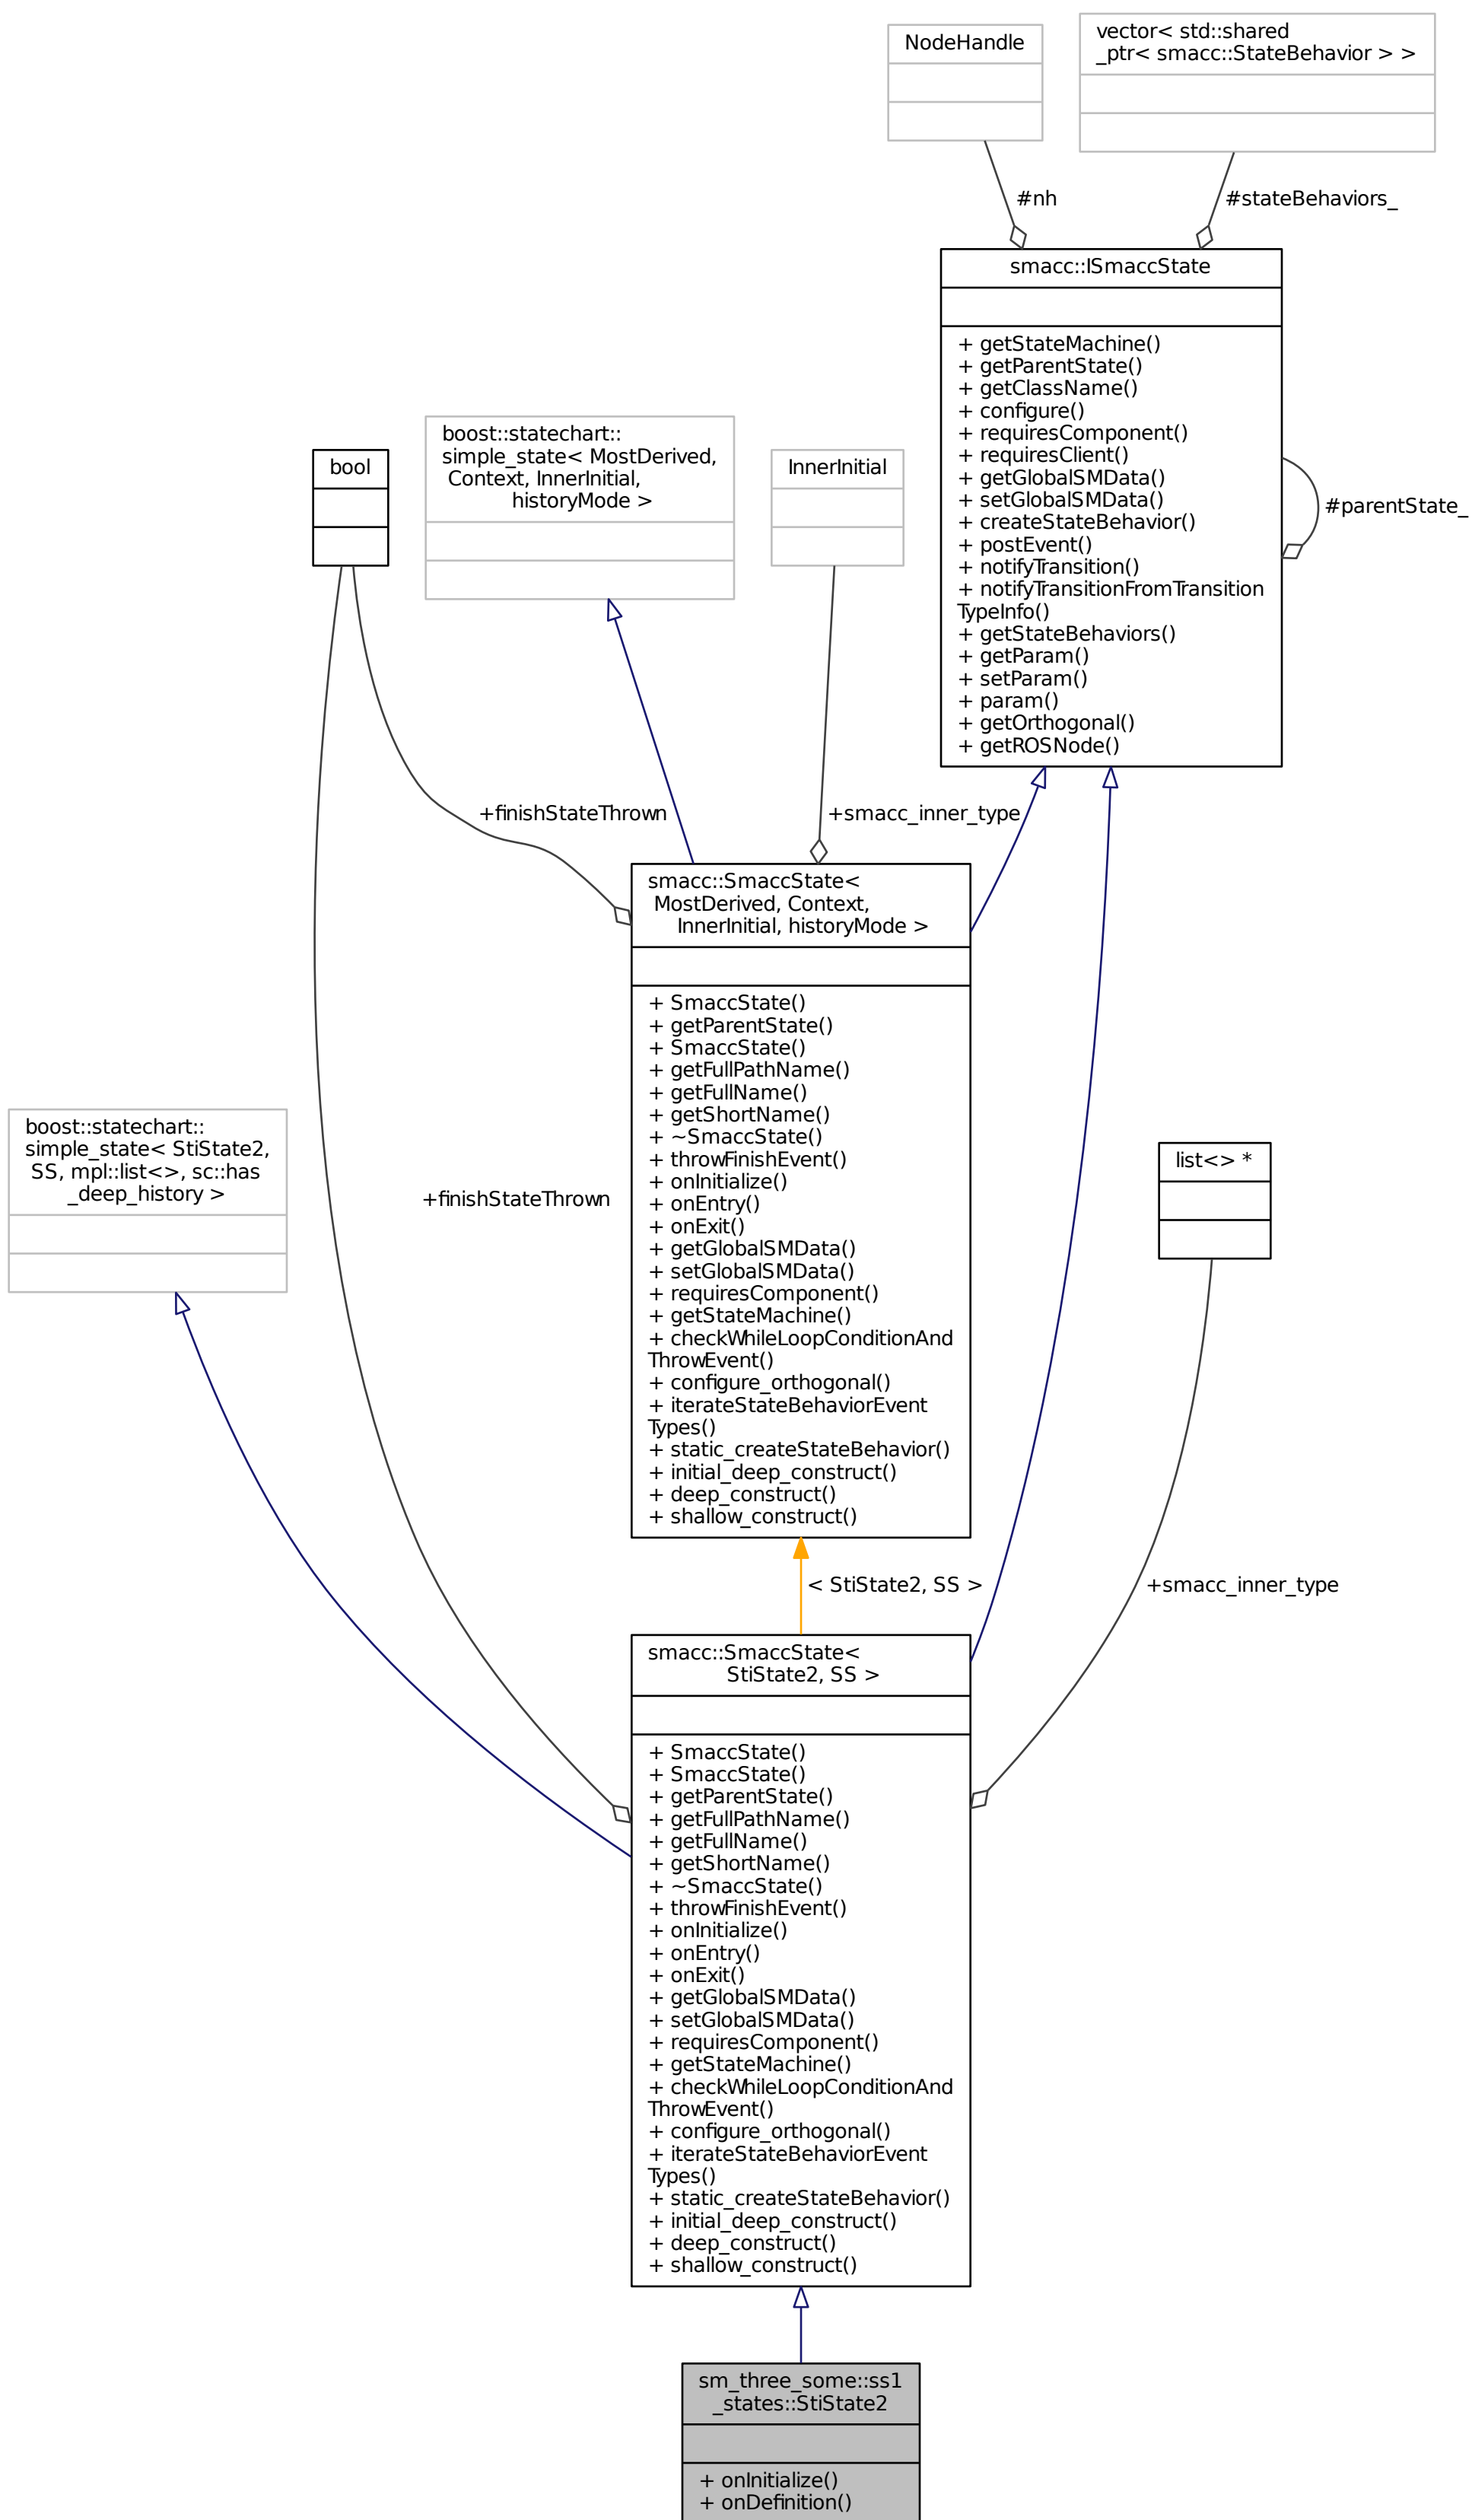 NodeHandle
vector< std::shared
_ptr< smacc::StateBehavior > >
#nh
#stateBehaviors_
smacc::ISmaccState
+ getStateMachine()
+ getParentState()
+ getClassName()
+ configure()
+ requiresComponent()
+ requiresClient()
+ getGlobalSMData()
+ setGlobalSMData()
+ createStateBehavior()
+ postEvent()
+ notifyTransition()
+ notifyTransitionFromTransition
TypeInfo()
+ getStateBehaviors()
+ getParam()
+ setParam()
+ param()
+ getOrthogonal()
+ getROSNode()
#parentState_
bool
boost::statechart::
simple_state< MostDerived,
Context, InnerInitial,
historyMode >
InnerInitial
+finishStateThrown
+smacc_inner_type
smacc::SmaccState<
MostDerived, Context,
InnerInitial, historyMode >
+ SmaccState()
+ getParentState()
+ SmaccState()
+ getFullPathName()
+ getFullName()
+ getShortName()
+ ~SmaccState()
+ throwFinishEvent()
+ onInitialize()
+ onEntry()
+ onExit()
+ getGlobalSMData()
+ setGlobalSMData()
+ requiresComponent()
+ getStateMachine()
+ checkWhileLoopConditionAnd
ThrowEvent()
+ configure_orthogonal()
+ iterateStateBehaviorEvent
Types()
+ static_createStateBehavior()
+ initial_deep_construct()
+ deep_construct()
+ shallow_construct()
boost::statechart::
simple_state< StiState2,
SS, mpl::list<>, sc::has
_deep_history >
+finishStateThrown
list<> *
< StiState2, SS >
+smacc_inner_type
smacc::SmaccState<
StiState2, SS >
+ SmaccState()
+ SmaccState()
+ getParentState()
+ getFullPathName()
+ getFullName()
+ getShortName()
+ ~SmaccState()
+ throwFinishEvent()
+ onInitialize()
+ onEntry()
+ onExit()
+ getGlobalSMData()
+ setGlobalSMData()
+ requiresComponent()
+ getStateMachine()
+ checkWhileLoopConditionAnd
ThrowEvent()
+ configure_orthogonal()
+ iterateStateBehaviorEvent
Types()
+ static_createStateBehavior()
+ initial_deep_construct()
+ deep_construct()
+ shallow_construct()
sm_three_some::ss1
_states::StiState2
+ onInitialize()
+ onDefinition()